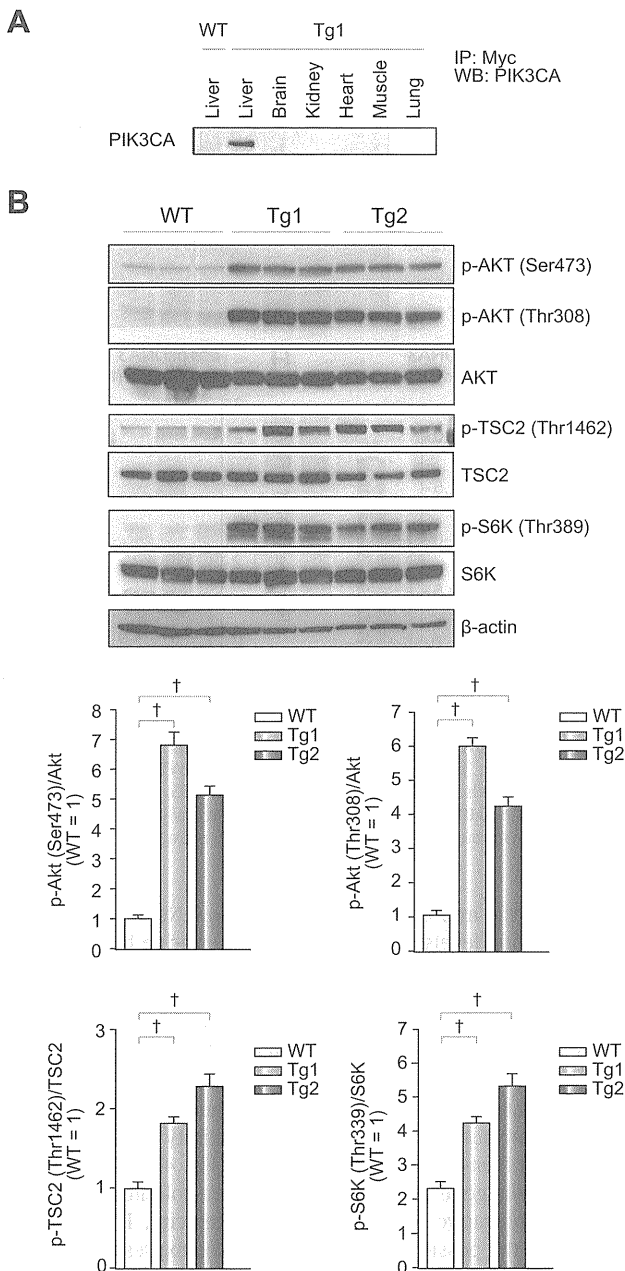 A
WT Tg1
Liver Liver Brain Kidney Heart Muscle Lung
IP: Myc
WB: PIK3CA
PIK3CA
B
WT Tg1 Tg2
p-AKT (Ser473)
p-AKT (Thr308)
AKT
p-TSC2 (Thr1462)
TSC2
p-S6K (Thr389)
S6K
β-actin
p-Akt (Ser473)/Akt
(WT = 1)
8
7
6
5
4
3
2
1
0
†
†
WT
Tg1
Tg2
p-Akt (Thr308)/Akt
(WT = 1)
7
6
5
4
3
2
1
0
†
†
WT
Tg1
Tg2
p-TSC2 (Thr1462)/TSC2
(WT = 1)
3
2
1
0
†
†
WT
Tg1
Tg2
p-S6K (Thr339)/S6K
(WT = 1)
7
6
5
4
3
2
1
0
†
†
WT
Tg1
Tg2